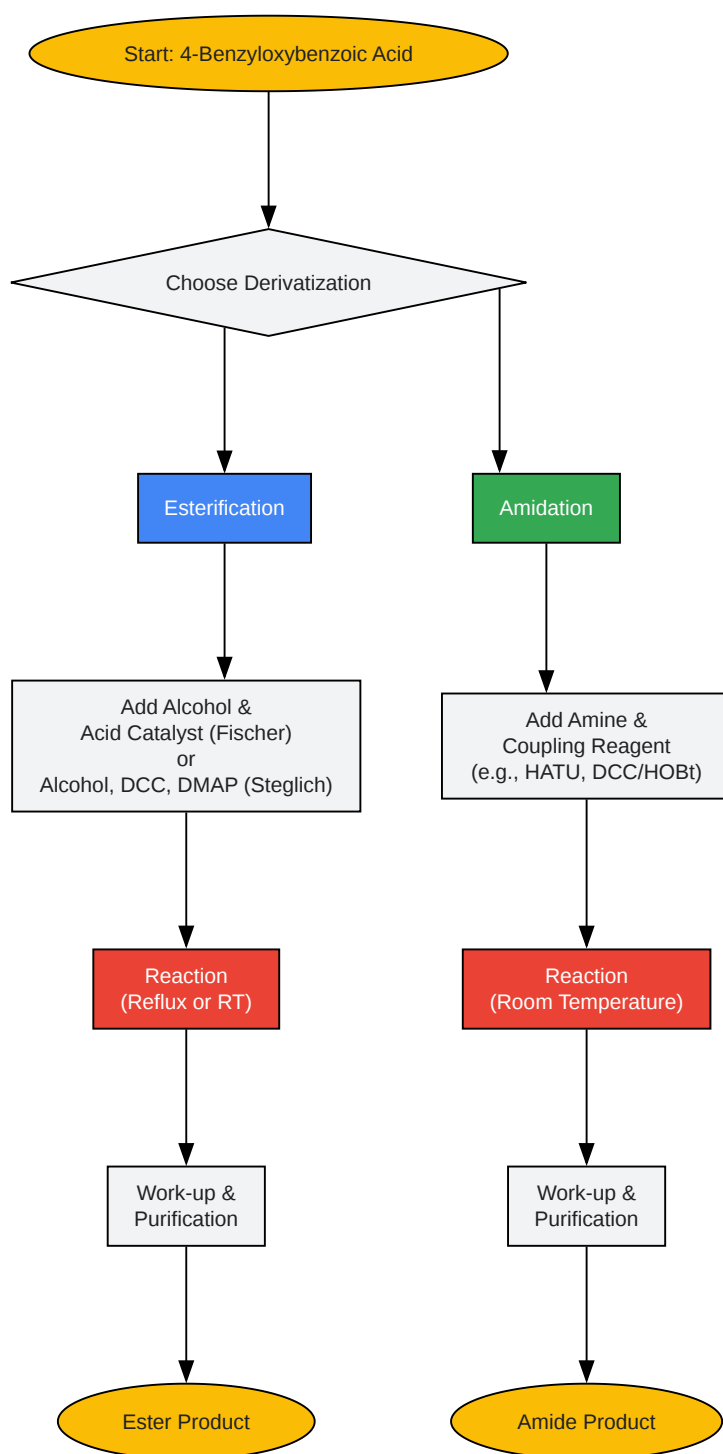 Start: 4-Benzyloxybenzoic Acid
Choose Derivatization
Esterification
Amidation
Add Alcohol &
Acid Catalyst (Fischer)
or
Alcohol, DCC, DMAP (Steglich)
Add Amine &
Coupling Reagent
(e.g., HATU, DCC/HOBt)
Reaction
(Reflux or RT)
Reaction
(Room Temperature)
Work-up &
Purification
Work-up &
Purification
Ester Product
Amide Product